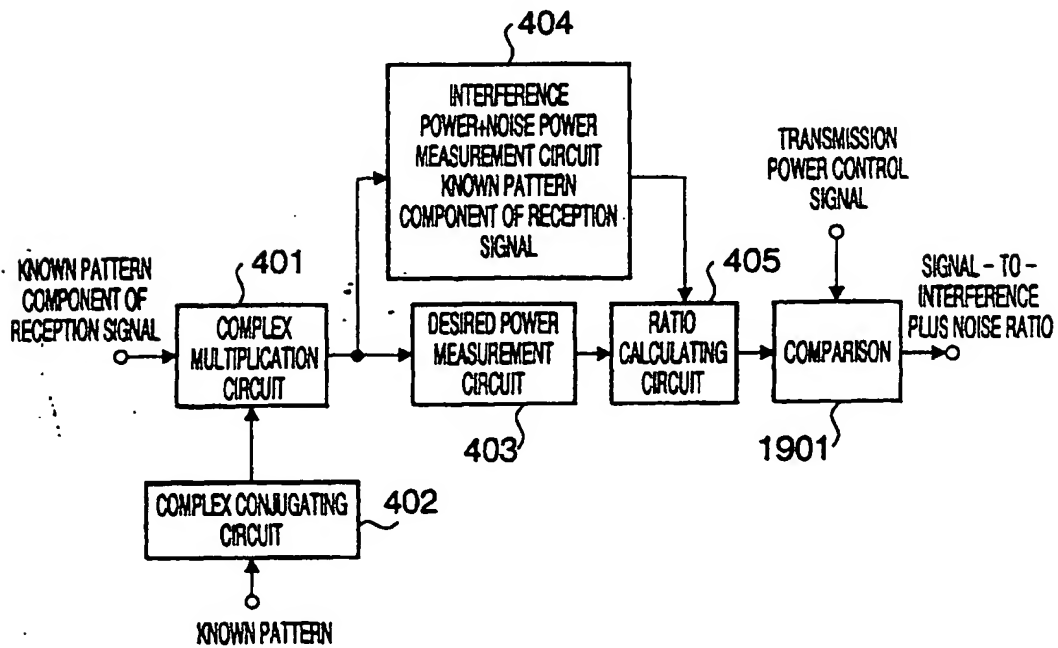 404
INTERFERENCE
POWER+NOISE POWER
MEASUREMENT CIRCUIT
KNOWN PATTERN
COMPONENT OF RECEPTION
SIGNAL
TRANSMISSION
POWER CONTROL
SIGNAL
KNOWN PATTERN
COMPONENT OF
RECEPTION SIGNAL
401
COMPLEX
MULTIPLICATION
CIRCUIT
DESIRED POWER
MEASUREMENT
CIRCUIT
403
405
RATIO
CALCULATING
CIRCUIT
COMPARISON
1901
SIGNAL - TO -
INTERFERENCE
PLUS NOISE RATIO
COMPLEX CONJUGATING
CIRCUIT
402
KNOWN PATTERN